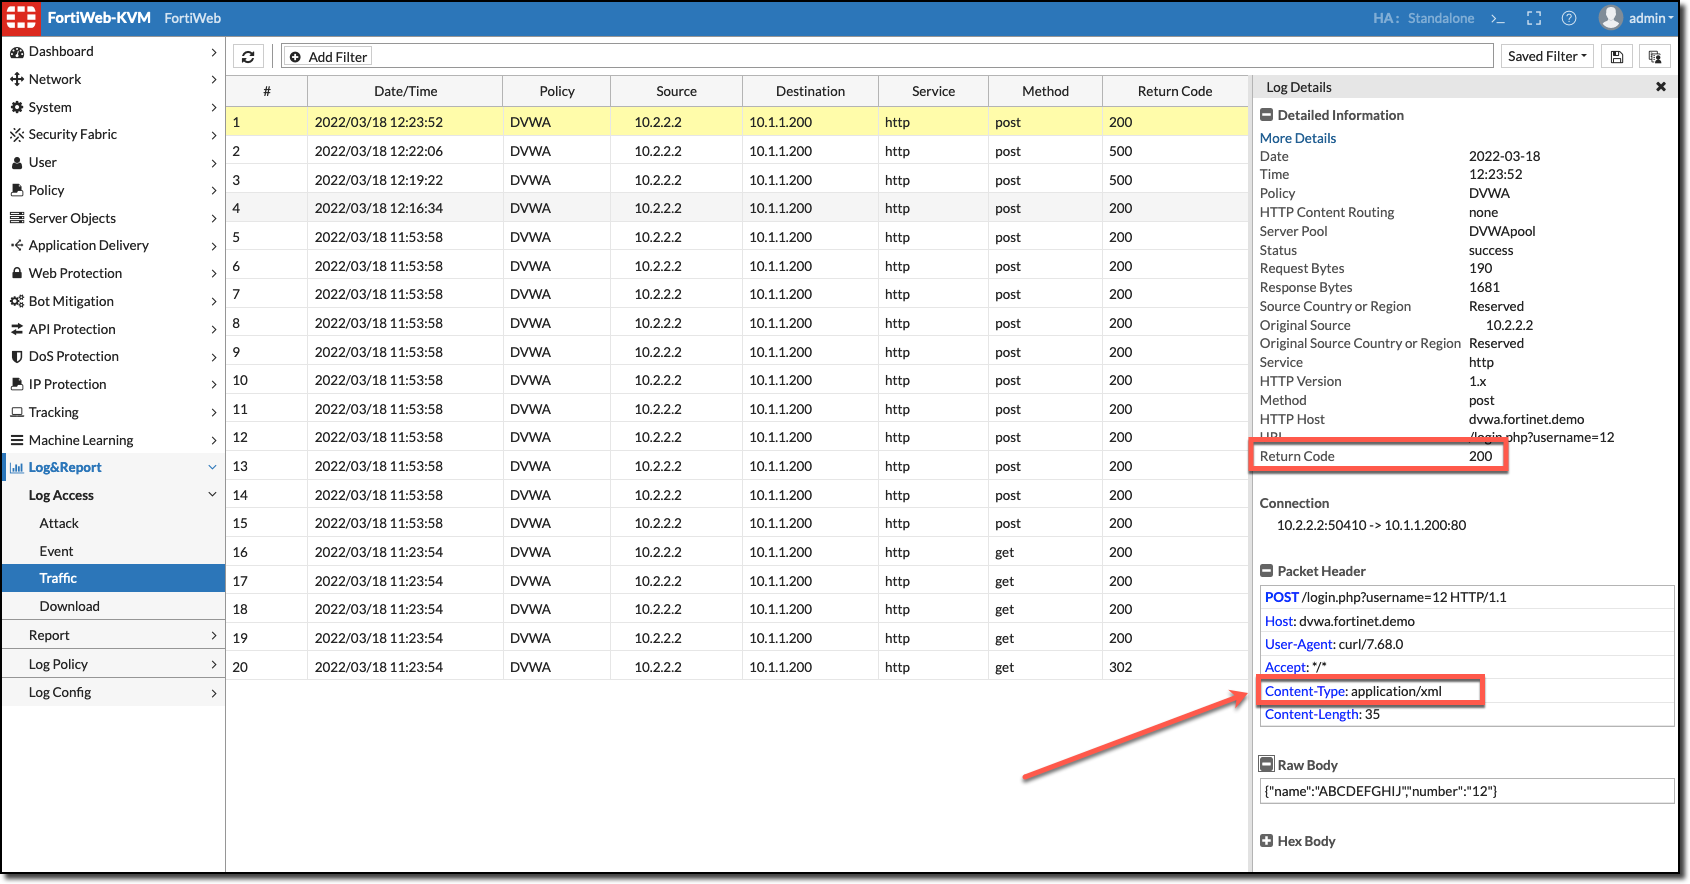 FortiWeb-KVM FortiWeb HA : Standalone >_ admin
Dashboard
Network
System
Security Fabric
User
Policy
Server Objects
Application Delivery
Web Protection
Bot Mitigation
API Protection
DoS Protection
IP Protection
Tracking
Machine Learning
Log&Report
Log Access
Attack
Event
Traffic
Download
Report
Log Policy
Log Config
Add Filter Saved Filter
# Date/Time Policy Source Destination Service Method Return Code
1 2022/03/18 12:23:52 DVWA 10.2.2.2 10.1.1.200 http post 200
2 2022/03/18 12:22:06 DVWA 10.2.2.2 10.1.1.200 http post 500
3 2022/03/18 12:19:22 DVWA 10.2.2.2 10.1.1.200 http post 500
4 2022/03/18 12:16:34 DVWA 10.2.2.2 10.1.1.200 http post 200
5 2022/03/18 11:53:58 DVWA 10.2.2.2 10.1.1.200 http post 200
6 2022/03/18 11:53:58 DVWA 10.2.2.2 10.1.1.200 http post 200
7 2022/03/18 11:53:58 DVWA 10.2.2.2 10.1.1.200 http post 200
8 2022/03/18 11:53:58 DVWA 10.2.2.2 10.1.1.200 http post 200
9 2022/03/18 11:53:58 DVWA 10.2.2.2 10.1.1.200 http post 200
10 2022/03/18 11:53:58 DVWA 10.2.2.2 10.1.1.200 http post 200
11 2022/03/18 11:53:58 DVWA 10.2.2.2 10.1.1.200 http post 200
12 2022/03/18 11:53:58 DVWA 10.2.2.2 10.1.1.200 http post 200
13 2022/03/18 11:53:58 DVWA 10.2.2.2 10.1.1.200 http post 200
14 2022/03/18 11:53:58 DVWA 10.2.2.2 10.1.1.200 http post 200
15 2022/03/18 11:53:58 DVWA 10.2.2.2 10.1.1.200 http post 200
16 2022/03/18 11:23:54 DVWA 10.2.2.2 10.1.1.200 http get 200
17 2022/03/18 11:23:54 DVWA 10.2.2.2 10.1.1.200 http get 200
18 2022/03/18 11:23:54 DVWA 10.2.2.2 10.1.1.200 http get 200
19 2022/03/18 11:23:54 DVWA 10.2.2.2 10.1.1.200 http get 200
20 2022/03/18 11:23:54 DVWA 10.2.2.2 10.1.1.200 http get 302
Log Details
Detailed Information
More Details
Date 2022-03-18
Time 12:23:52
Policy DVWA
HTTP Content Routing none
Server Pool DVWApool
Status success
Request Bytes 190
Response Bytes 1681
Source Country or Region Reserved
Original Source 10.2.2.2
Original Source Country or Region Reserved
Service http
HTTP Version 1.x
Method post
HTTP Host dvwa.fortinet.demo
URL /login.php?username=12
Return Code 200
Connection
10.2.2.2:50410 -> 10.1.1.200:80
Packet Header
POST /login.php?username=12 HTTP/1.1
Host: dvwa.fortinet.demo
User-Agent: curl/7.68.0
Accept: */*
Content-Type: application/xml
Content-Length: 35
Raw Body
{"name":"ABCDEFGHIJ","number":"12"}
Hex Body